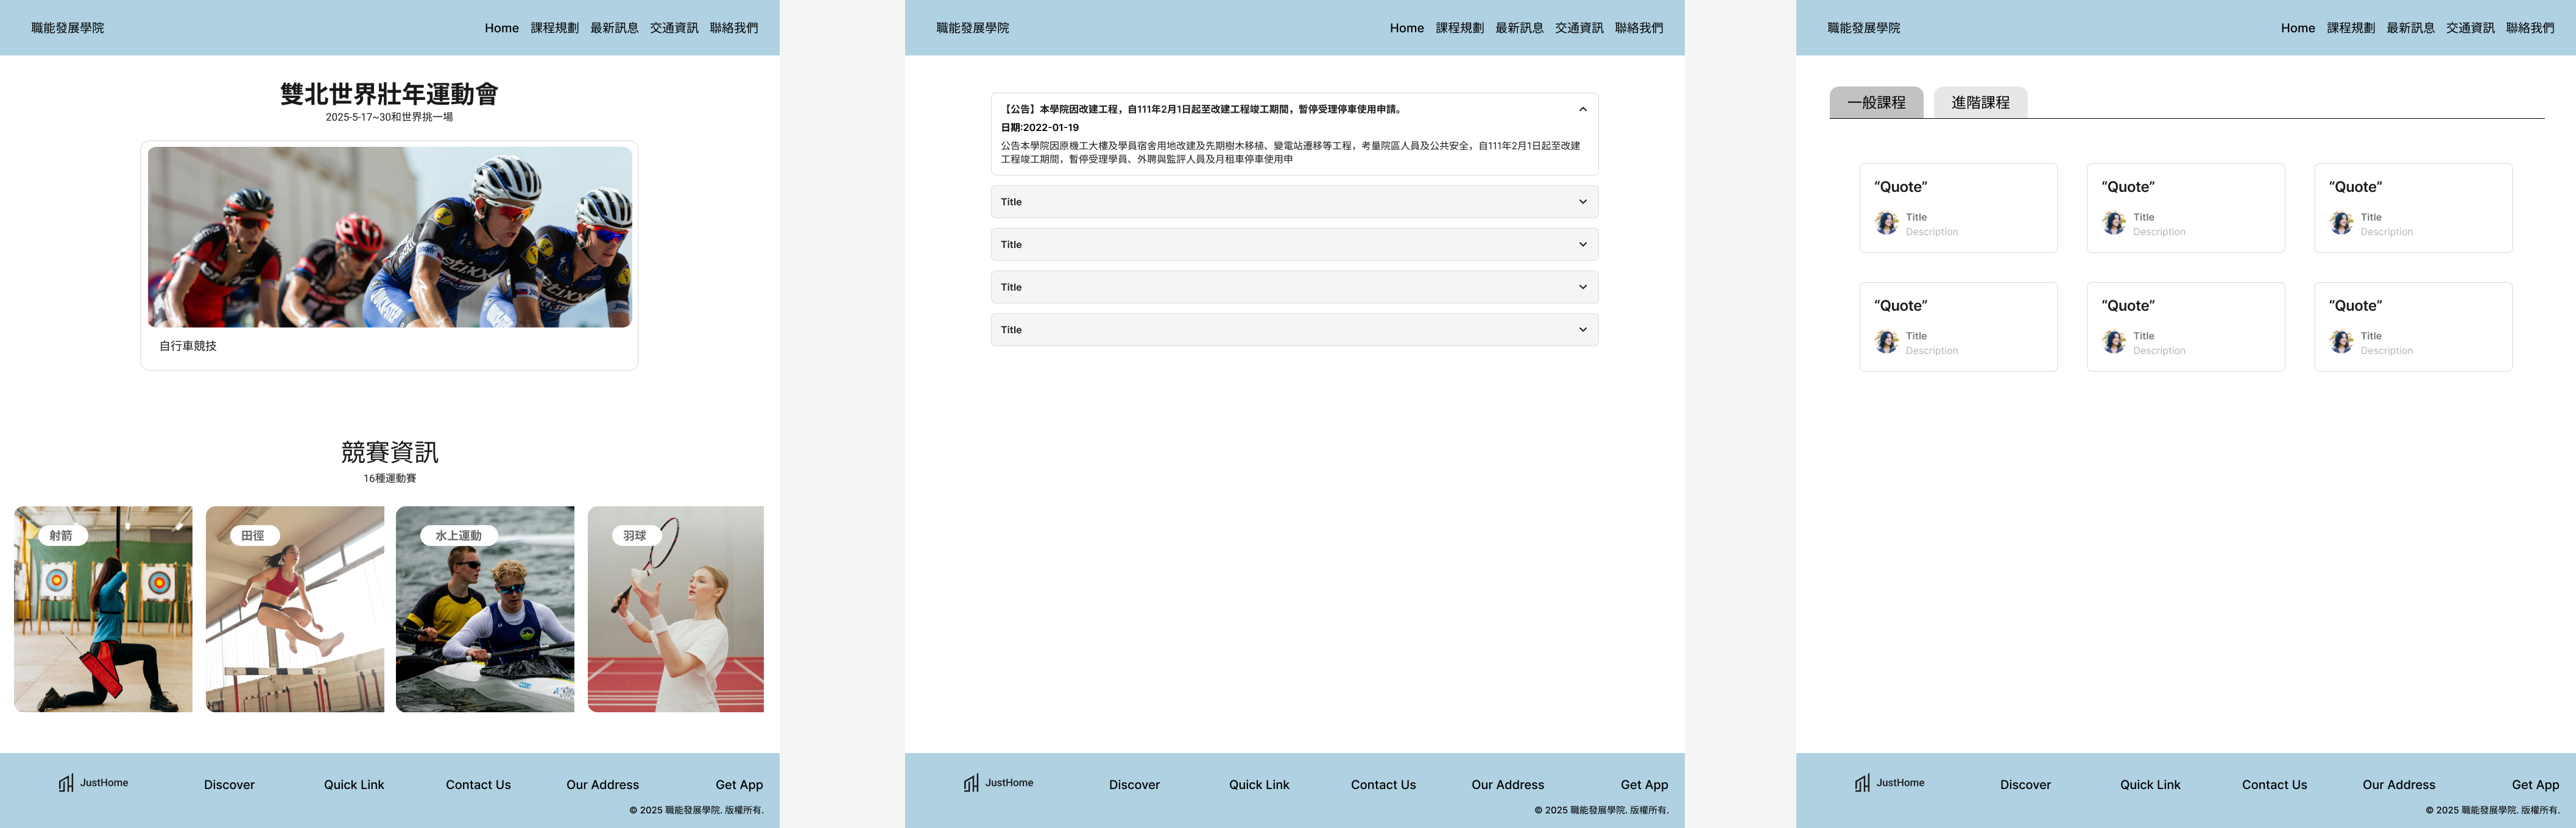 職能發展學院
Home 課程規劃 最新訊息 交通資訊 聯絡我們
雙北世界壯年運動會
2025-5-17~30和世界挑一場
自行車競技
競賽資訊
16種運動賽
射箭
田徑
水上運動
羽球
JustHome
Discover
Quick Link
Contact Us
Our Address
Get App
© 2025 職能發展學院. 版權所有.
職能發展學院
Home 課程規劃 最新訊息 交通資訊 聯絡我們
【公告】本學院因改建工程，自111年2月1日起至改建工程竣工期間，暫停受理停車使用申請。
日期:2022-01-19
公告本學院因原機工大樓及學員宿舍用地改建及先期樹木移植、變電站遷移等工程，考量院區人員及公共安全，自111年2月1日起至改建
工程竣工期間，暫停受理學員、外聘與監評人員及月租車停車使用申
Title
Title
Title
Title
JustHome
Discover
Quick Link
Contact Us
Our Address
Get App
© 2025 職能發展學院. 版權所有.
職能發展學院
Home 課程規劃 最新訊息 交通資訊 聯絡我們
一般課程
進階課程
“Quote”
Title
Description
“Quote”
Title
Description
“Quote”
Title
Description
“Quote”
Title
Description
“Quote”
Title
Description
“Quote”
Title
Description
JustHome
Discover
Quick Link
Contact Us
Our Address
Get App
© 2025 職能發展學院. 版權所有.